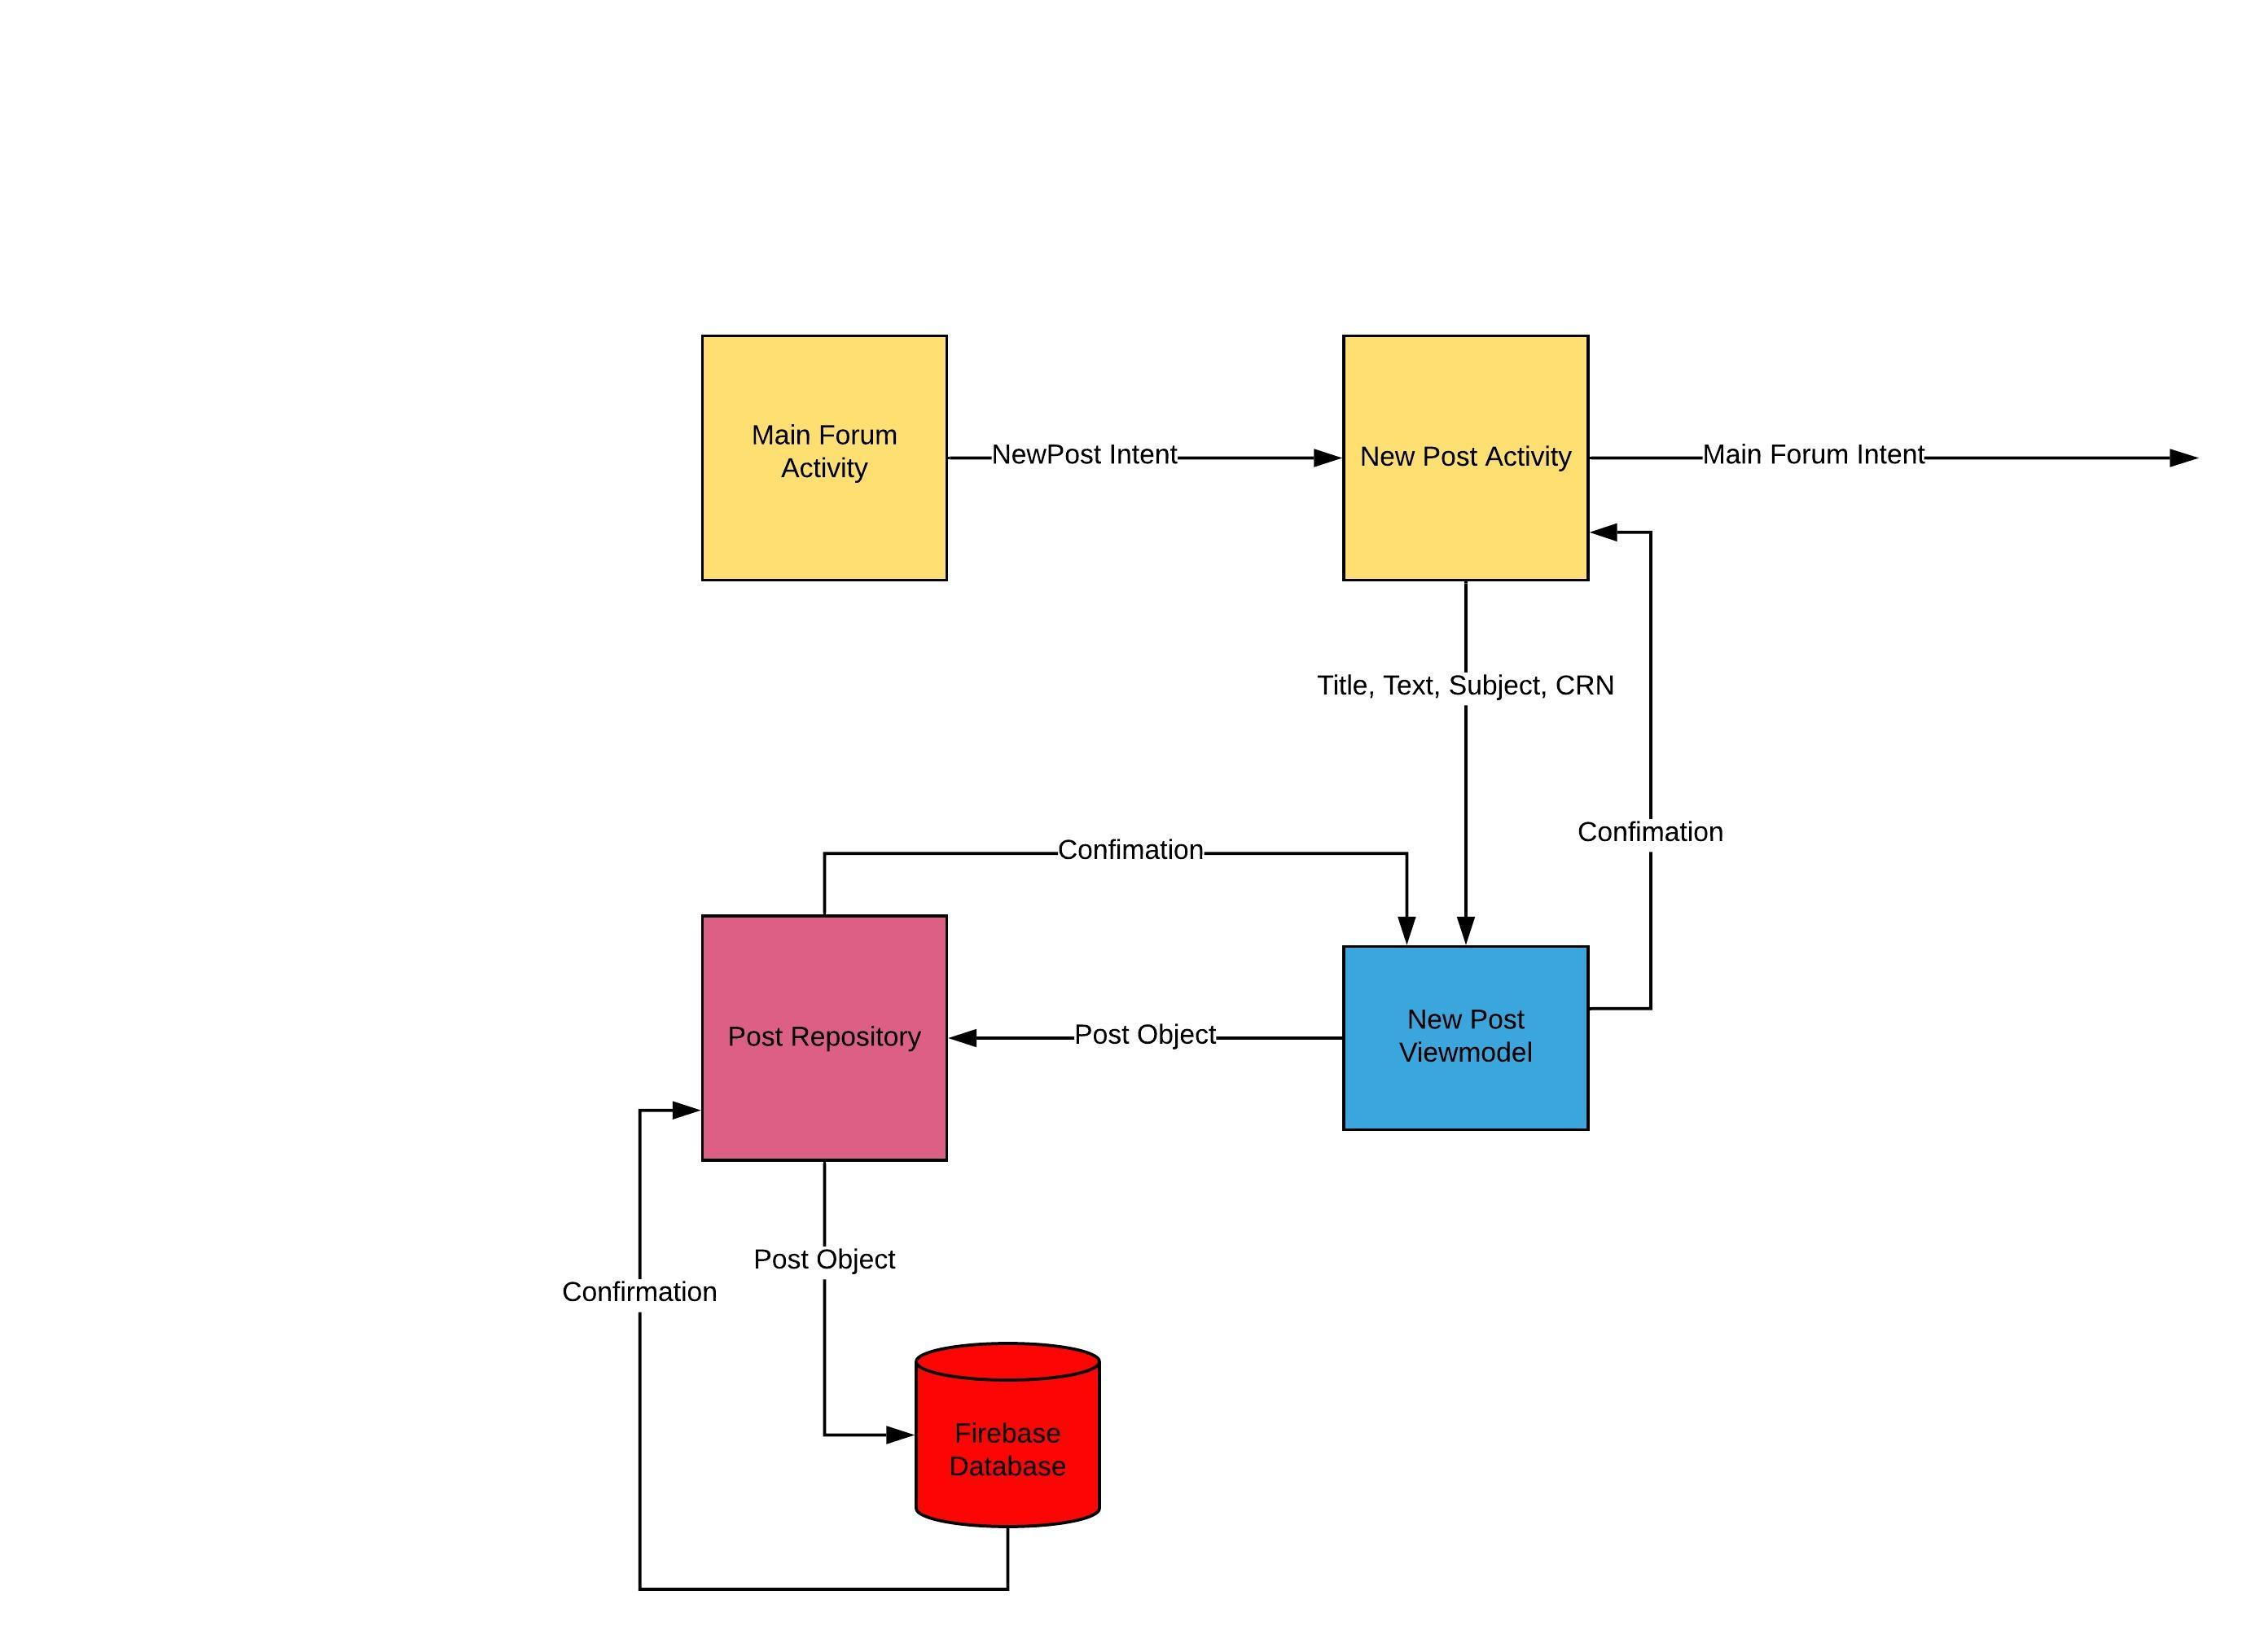 Main Forum
Activity
NewPost Intent
New Post Activity
Main Forum Intent
Title, Text, Subject, CRN
Confimation
Confimation
Post Repository
Post Object
New Post
Viewmodel
Post Object
Confirmation
Firebase
Database